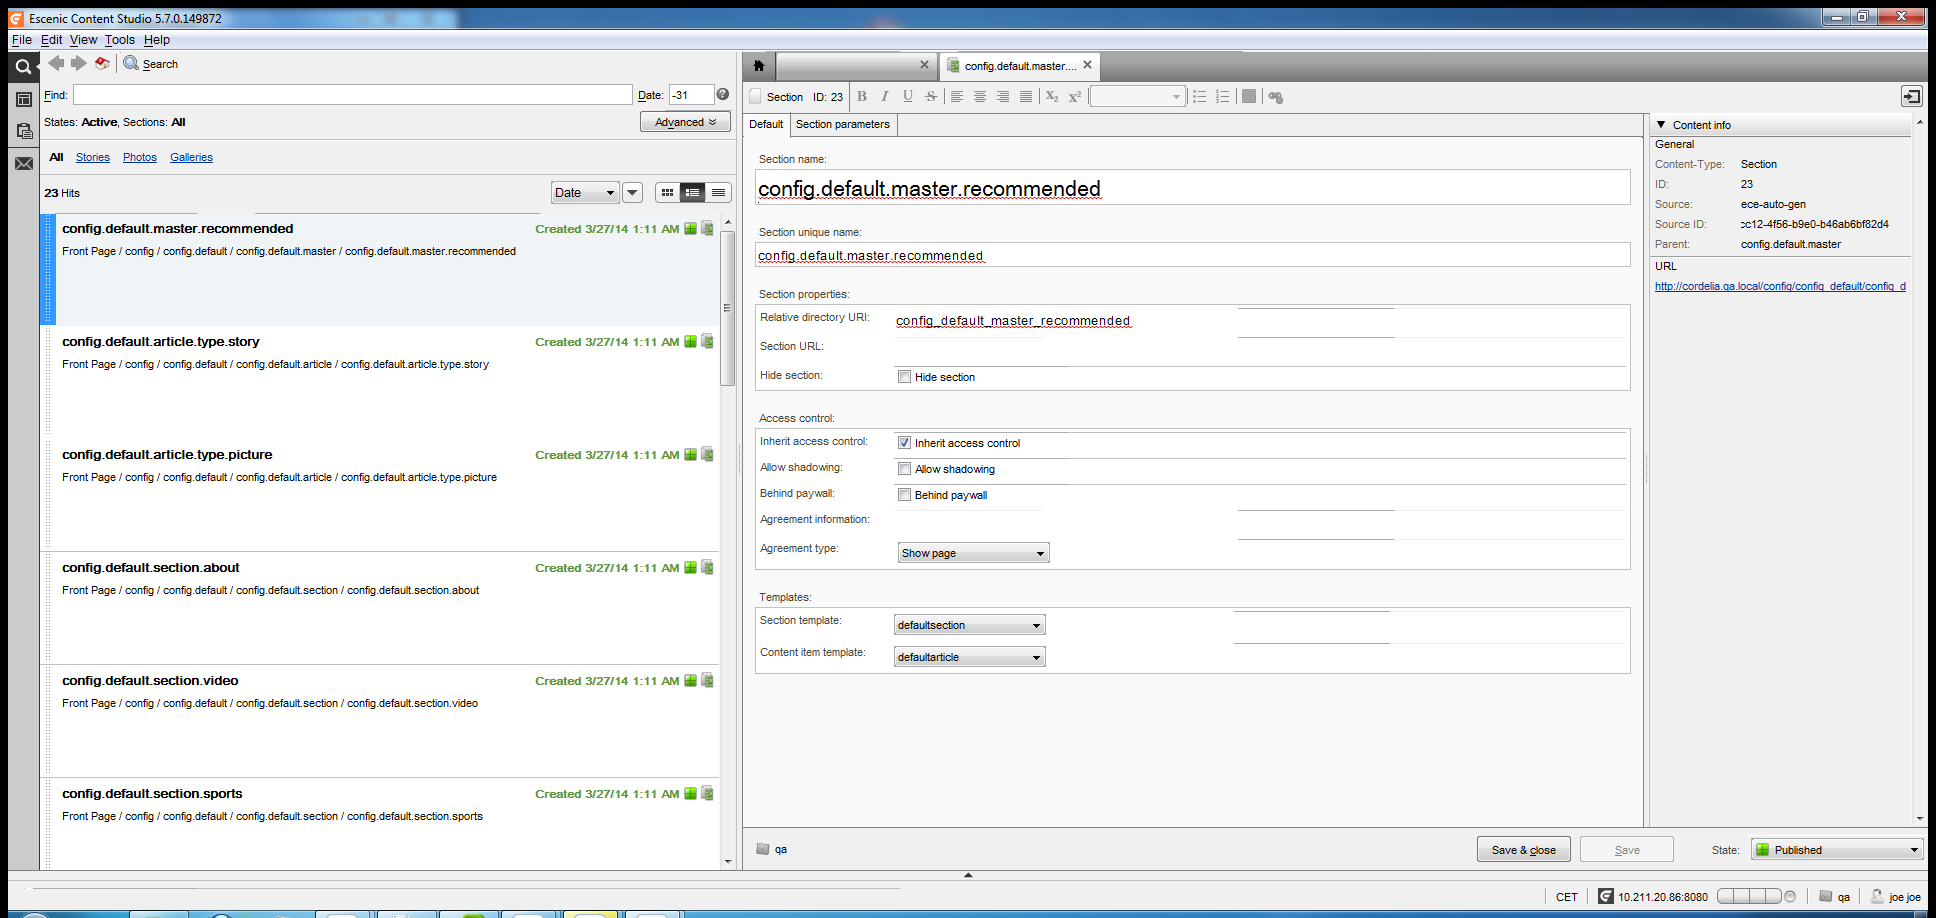 Escenic Content Studio 5.7.0.149872
File Edit View Tools Help
Search
Find:
Date: -31
States: Active, Sections: All
Advanced
All Stories Photos Galleries
23 Hits
Date
config.default.master.recommended
Created 3/27/14 1:11 AM
Front Page / config / config.default / config.default.master / config.default.master.recommended
config.default.article.type.story
Created 3/27/14 1:11 AM
Front Page / config / config.default / config.default.article / config.default.article.type.story
config.default.article.type.picture
Created 3/27/14 1:11 AM
Front Page / config / config.default / config.default.article / config.default.article.type.picture
config.default.section.about
Created 3/27/14 1:11 AM
Front Page / config / config.default / config.default.section / config.default.section.about
config.default.section.video
Created 3/27/14 1:11 AM
Front Page / config / config.default / config.default.section / config.default.section.video
config.default.section.sports
Created 3/27/14 1:11 AM
Front Page / config / config.default / config.default.section / config.default.section.sports
config.default.master....
Section ID: 23
B I U S X2 X2
Default Section parameters
Section name:
config.default.master.recommended
Section unique name:
config.default.master.recommended
Section properties:
Relative directory URI: config_default_master_recommended
Section URL:
Hide section: Hide section
Access control:
Inherit access control: Inherit access control
Allow shadowing: Allow shadowing
Behind paywall: Behind paywall
Agreement information:
Agreement type: Show page
Templates:
Section template: defaultsection
Content item template: defaultarticle
Content info
General
Content-Type: Section
ID: 23
Source: ece-auto-gen
Source ID: cc12-4f56-b9e0-b46ab6bf82d4
Parent: config.default.master
URL
http://cordelia.qa.local/config/config_default/config_d
qa
Save & close
Save
State: Published
CET
10.211.20.86:8080
qa
joe joe